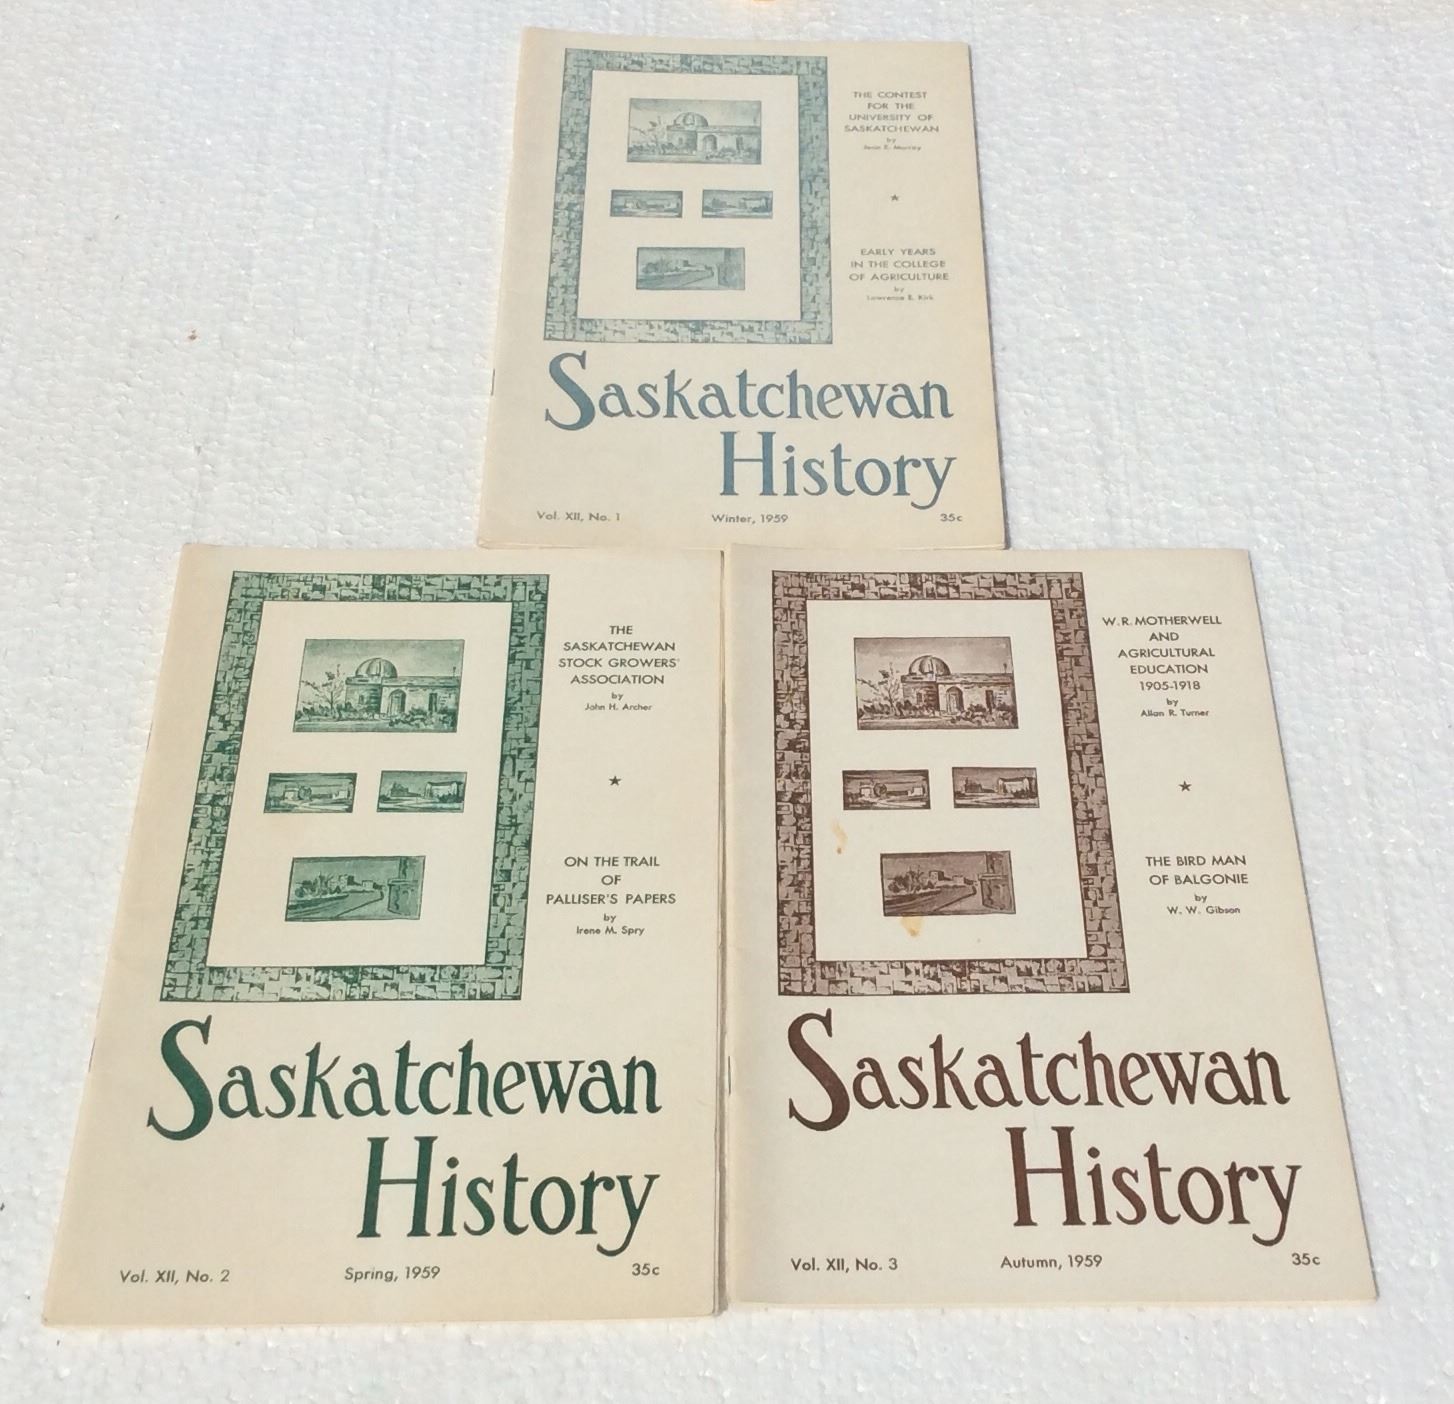 THE CONTEST
FOR THE
UNIVERSITY OF
SASKATCHEWAN
by
Jean E. Murray
★
EARLY YEARS
IN THE COLLEGE
OF AGRICULTURE
by
Lawrence E. Kirk
Saskatchewan
History
Vol. XII, No. 1 Winter, 1959 35c
THE
SASKATCHEWAN
STOCK GROWERS'
ASSOCIATION
by
John H. Archer
★
ON THE TRAIL
OF
PALLISER'S PAPERS
by
Irene M. Spry
Saskatchewan
History
Vol. XII, No. 2 Spring, 1959 35c
W. R. MOTHERWELL
AND
AGRICULTURAL
EDUCATION
1905-1918
by
Allan R. Turner
★
THE BIRD MAN
OF BALGONIE
by
W. W. Gibson
Saskatchewan
History
Vol. XII, No. 3 Autumn, 1959 35c